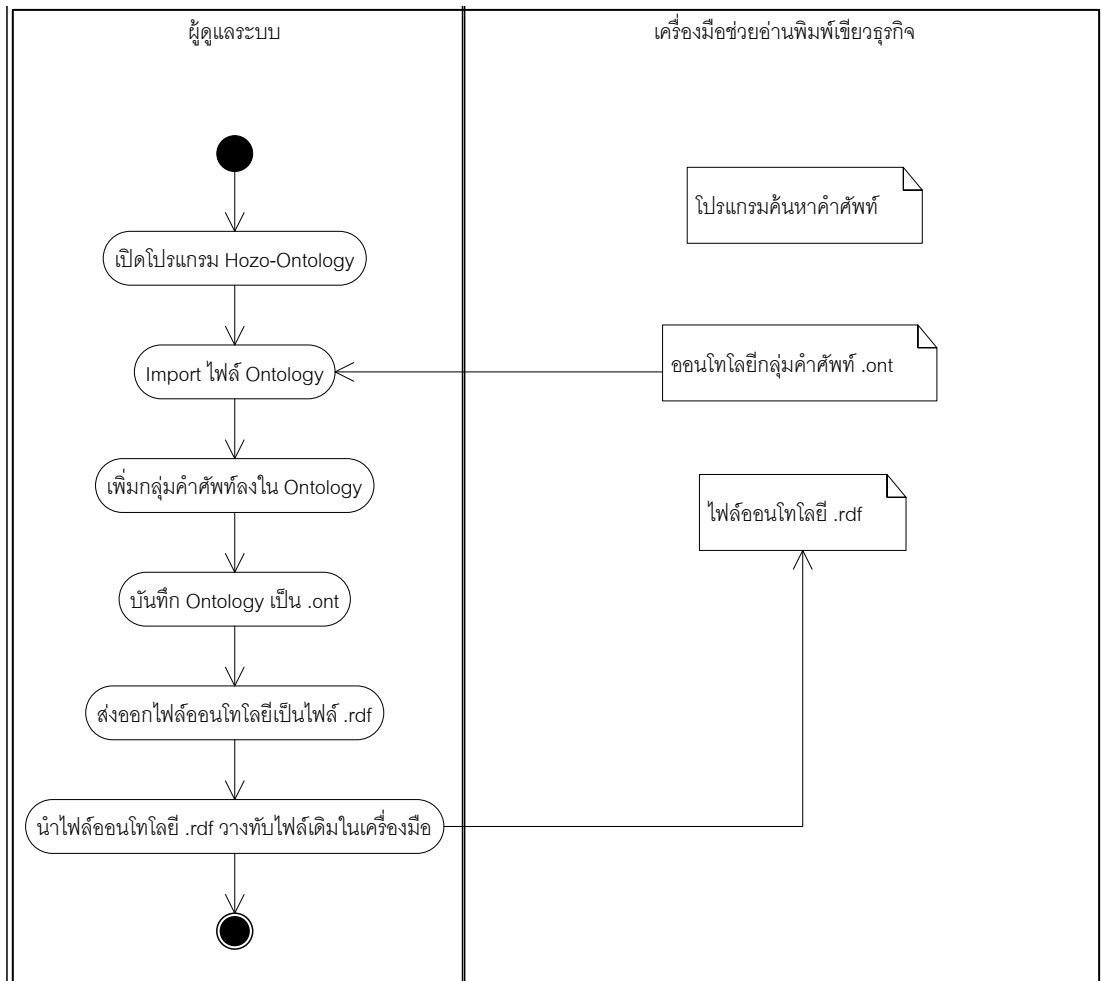 ผู้ดูแลระบบ
เครื่องมือช่วยอ่านพิมพ์เขียวธุรกิจ
โปรแกรมค้นหาคำศัพท์
เปิดโปรแกรม Hozo-Ontology
Import ไฟล์ Ontology
ออนโทโลยีกลุ่มคำศัพท์ .ont
เพิ่มกลุ่มคำศัพท์ลงใน Ontology
ไฟล์ออนโทโลยี .rdf
บันทึก Ontology เป็น .ont
ส่งออกไฟล์ออนโทโลยีเป็นไฟล์ .rdf
นำไฟล์ออนโทโลยี .rdf วางทับไฟล์เดิมในเครื่องมือ